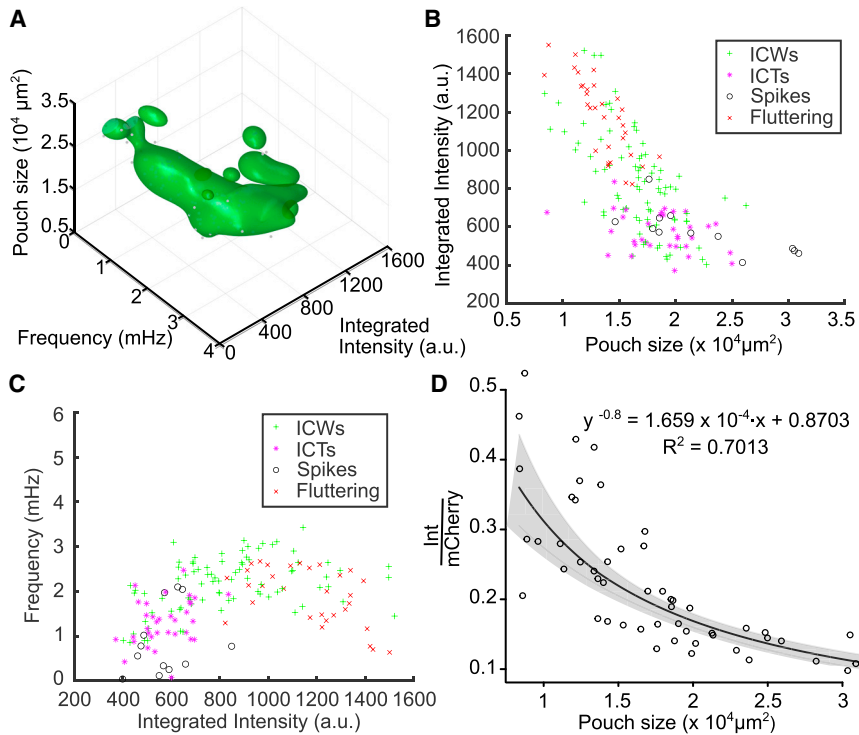 A
Pouch size (10⁴ µm²)
3.5
2.5
1.5
0.5
0
1
2
3
4
Frequency (mHz)
0
400
800
1200
1600
Integrated
Intensity (a.u.)
B
Integrated Intensity (a.u.)
1600
1400
1200
1000
800
600
400
200
0.5
1
1.5
2
2.5
3
3.5
Pouch size (x 10⁴µm²)
+ ICWs
* ICTs
○ Spikes
× Fluttering
C
Frequency (mHz)
6
5
4
3
2
1
0
200 400 600 800 1000 1200 1400 1600
Integrated Intensity (a.u.)
+ ICWs
* ICTs
○ Spikes
× Fluttering
D
Int
mCherry
0.5
0.4
0.3
0.2
0.1
y ⁻⁰·⁸ = 1.659 x 10⁻⁴·x + 0.8703
R² = 0.7013
1
1.5
2
2.5
3
Pouch size (x 10⁴µm²)